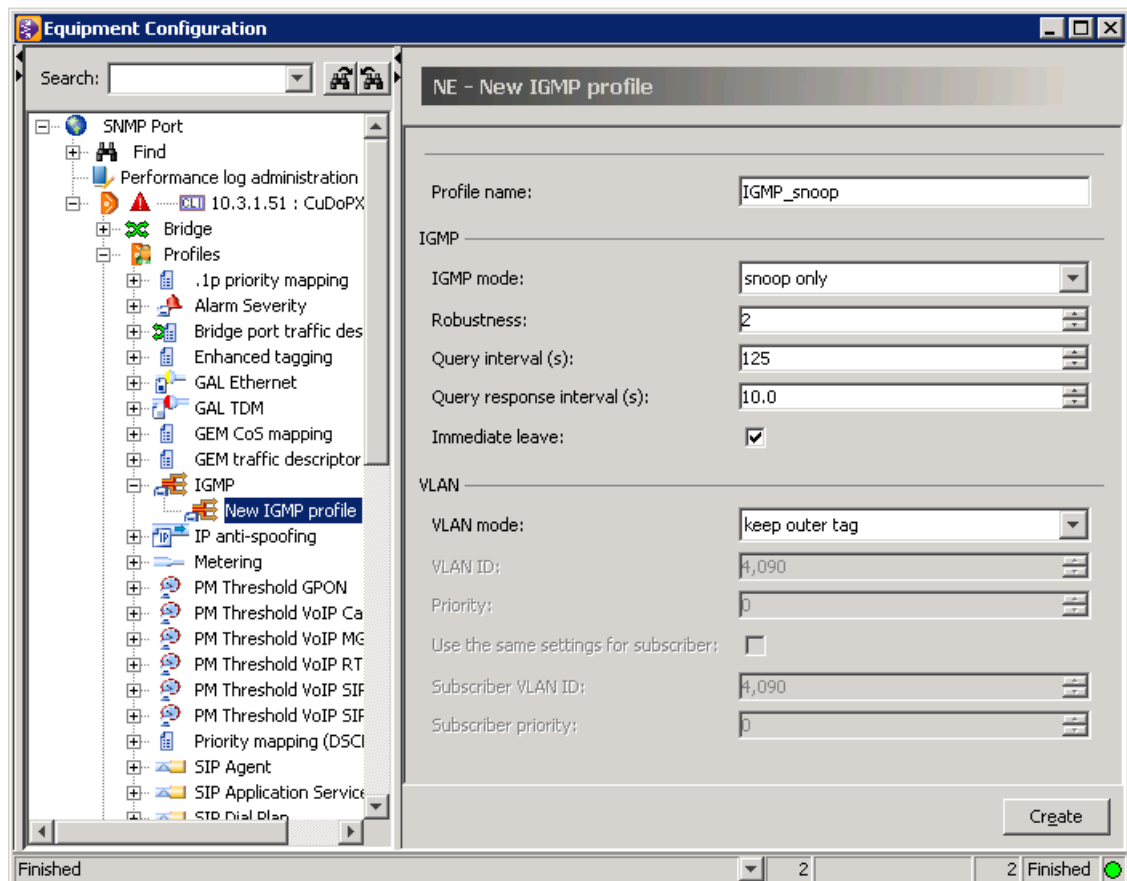 Equipment Configuration
Search:
SNMP Port
Find
Performance log administration
CLI 10.3.1.51 : CuDoPX
Bridge
Profiles
.1p priority mapping
Alarm Severity
Bridge port traffic des
Enhanced tagging
GAL Ethernet
GAL TDM
GEM CoS mapping
GEM traffic descriptor
IGMP
New IGMP profile
IP anti-spoofing
Metering
PM Threshold GPON
PM Threshold VoIP Ca
PM Threshold VoIP MG
PM Threshold VoIP RT
PM Threshold VoIP SIP
PM Threshold VoIP SIP
Priority mapping (DSCI
SIP Agent
SIP Application Service
SIP Dial Plan
NE - New IGMP profile
Profile name: IGMP_snoop
IGMP
IGMP mode: snoop only
Robustness: 2
Query interval (s): 125
Query response interval (s): 10.0
Immediate leave:
VLAN
VLAN mode: keep outer tag
VLAN ID: 4,090
Priority: 0
Use the same settings for subscriber:
Subscriber VLAN ID: 4,090
Subscriber priority: 0
Create
Finished 2 2 Finished